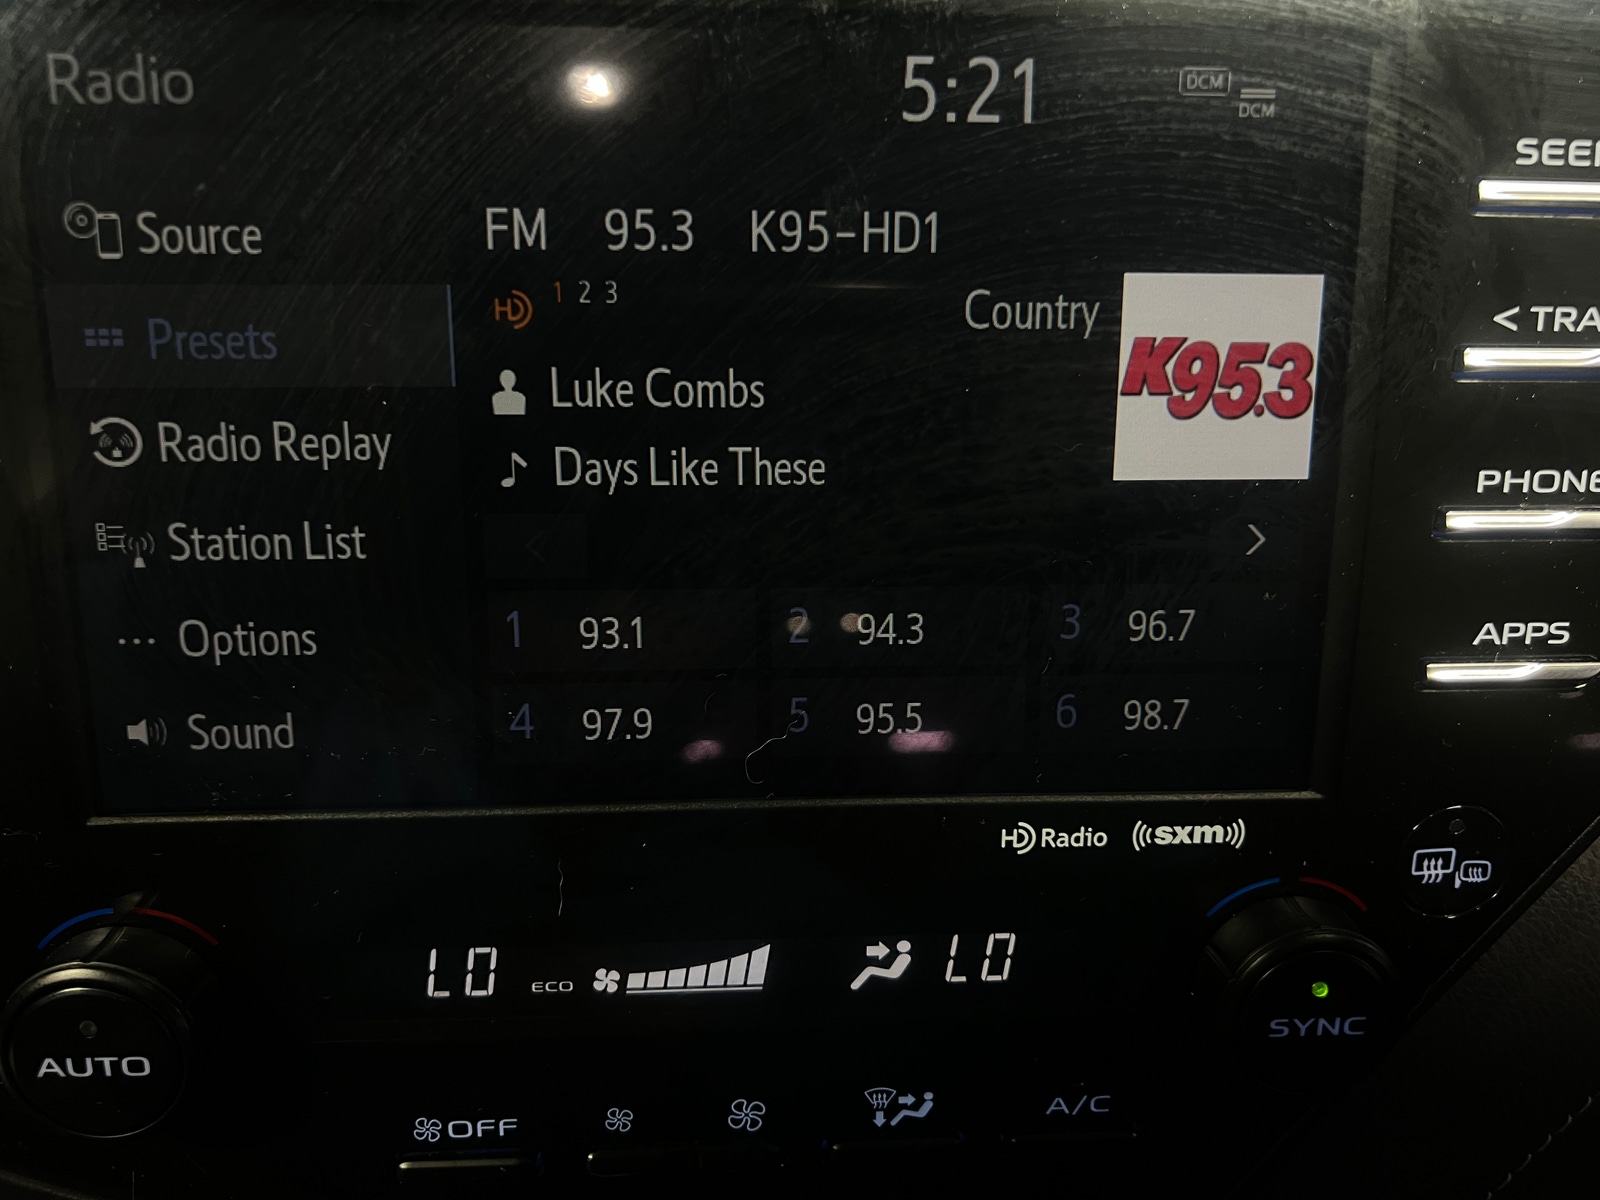 Radio
5:21
DCM
DCM
Source
FM 95.3 K95-HD1
HD 1 2 3
Country
K95.3
Presets
Luke Combs
Radio Replay
Days Like These
Station List
Options
1 93.1
2 94.3
3 96.7
Sound
4 97.9
5 95.5
6 98.7
SEE
< TRA
PHONE
APPS
HD Radio
((sxm))
LO
ECO
LO
AUTO
SYNC
OFF
A/C